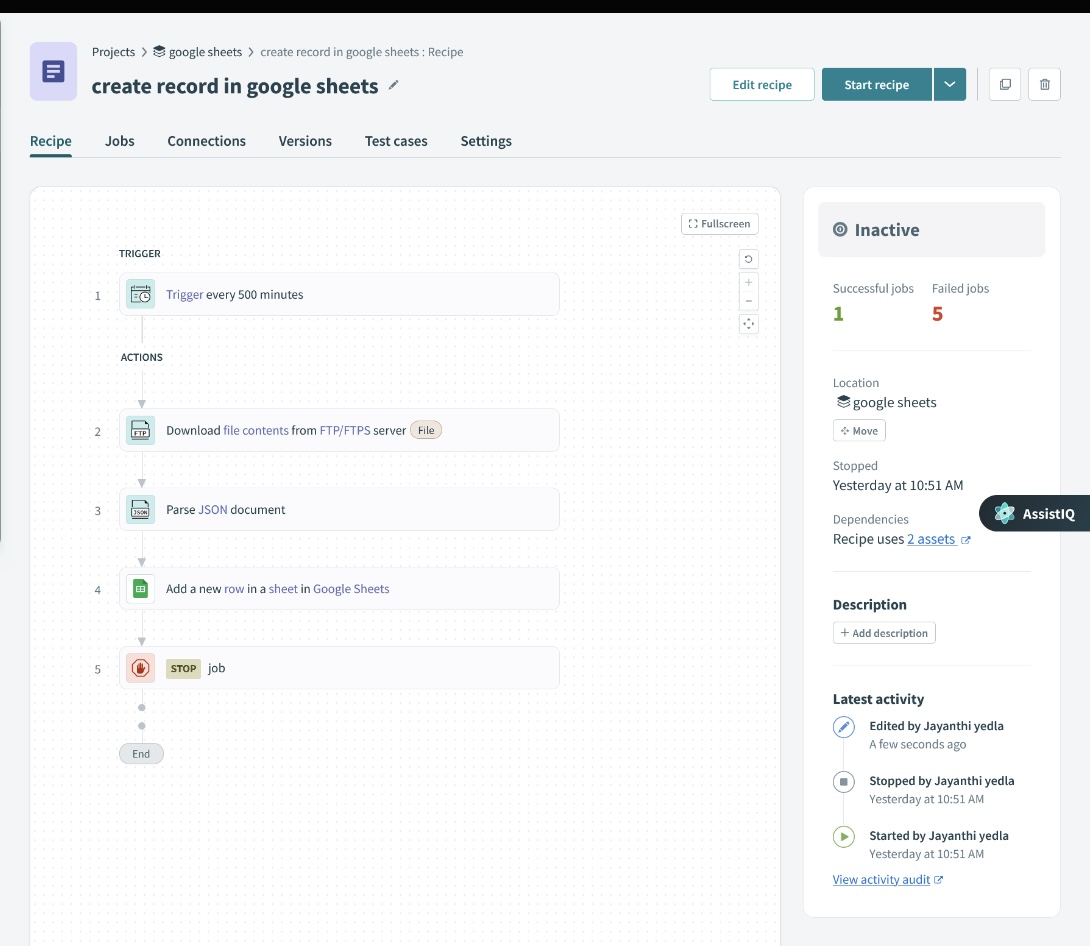 Projects > google sheets > create record in google sheets : Recipe
create record in google sheets
Edit recipe
Start recipe
Recipe
Jobs
Connections
Versions
Test cases
Settings
Fullscreen
TRIGGER
1
Trigger every 500 minutes
ACTIONS
2
FTP
Download file contents from FTP/FTPS server File
3
JSON
Parse JSON document
4
Add a new row in a sheet in Google Sheets
5
STOP job
End
Inactive
Successful jobs
Failed jobs
1
5
Location
google sheets
Move
Stopped
Yesterday at 10:51 AM
Dependencies
Recipe uses 2 assets
AssistIQ
Description
+ Add description
Latest activity
Edited by Jayanthi yedla
A few seconds ago
Stopped by Jayanthi yedla
Yesterday at 10:51 AM
Started by Jayanthi yedla
Yesterday at 10:51 AM
View activity audit